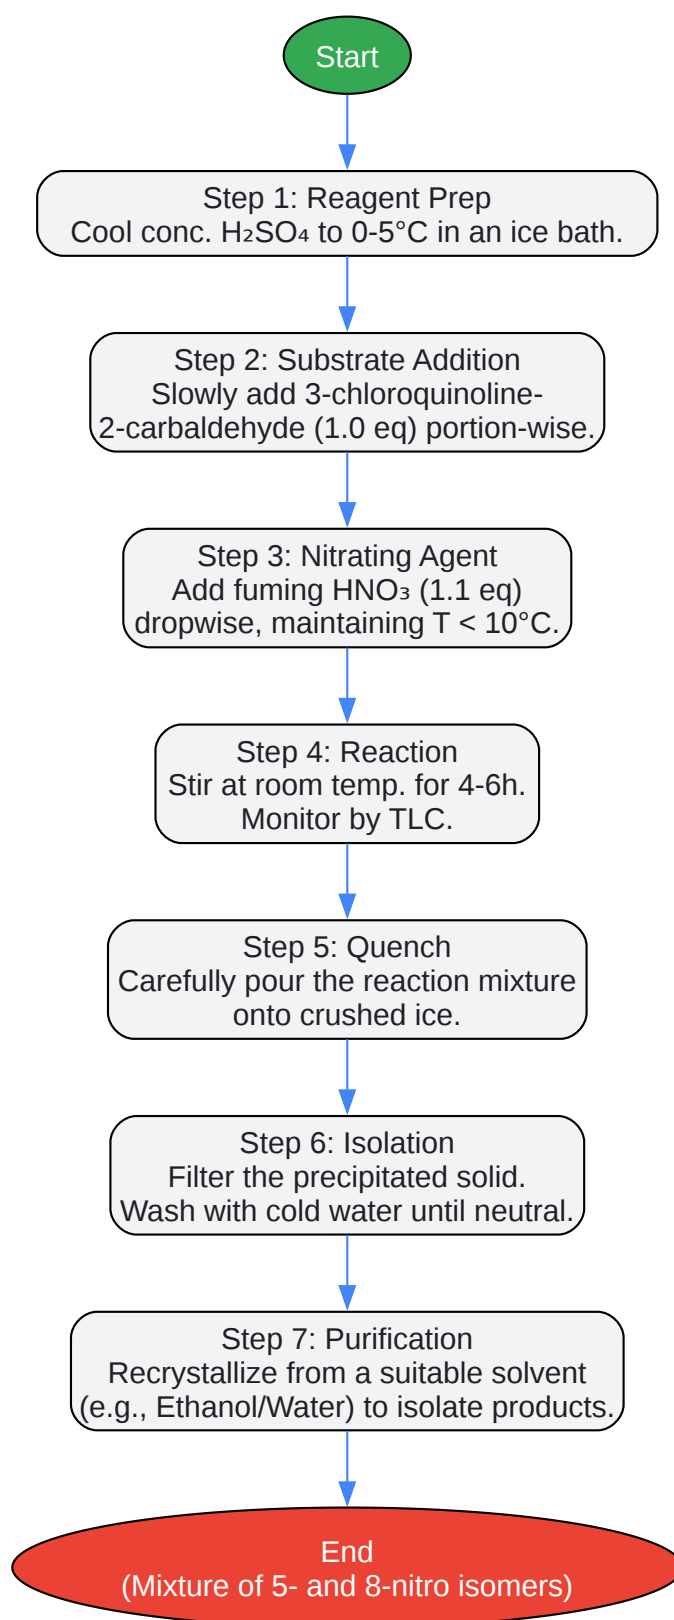 Start
Step 1: Reagent Prep
Cool conc. H₂SO₄ to 0-5°C in an ice bath.
Step 2: Substrate Addition
Slowly add 3-chloroquinoline-
2-carbaldehyde (1.0 eq) portion-wise.
Step 3: Nitrating Agent
Add fuming HNO₃ (1.1 eq)
dropwise, maintaining T < 10°C.
Step 4: Reaction
Stir at room temp. for 4-6h.
Monitor by TLC.
Step 5: Quench
Carefully pour the reaction mixture
onto crushed ice.
Step 6: Isolation
Filter the precipitated solid.
Wash with cold water until neutral.
Step 7: Purification
Recrystallize from a suitable solvent
(e.g., Ethanol/Water) to isolate products.
End
(Mixture of 5- and 8-nitro isomers)